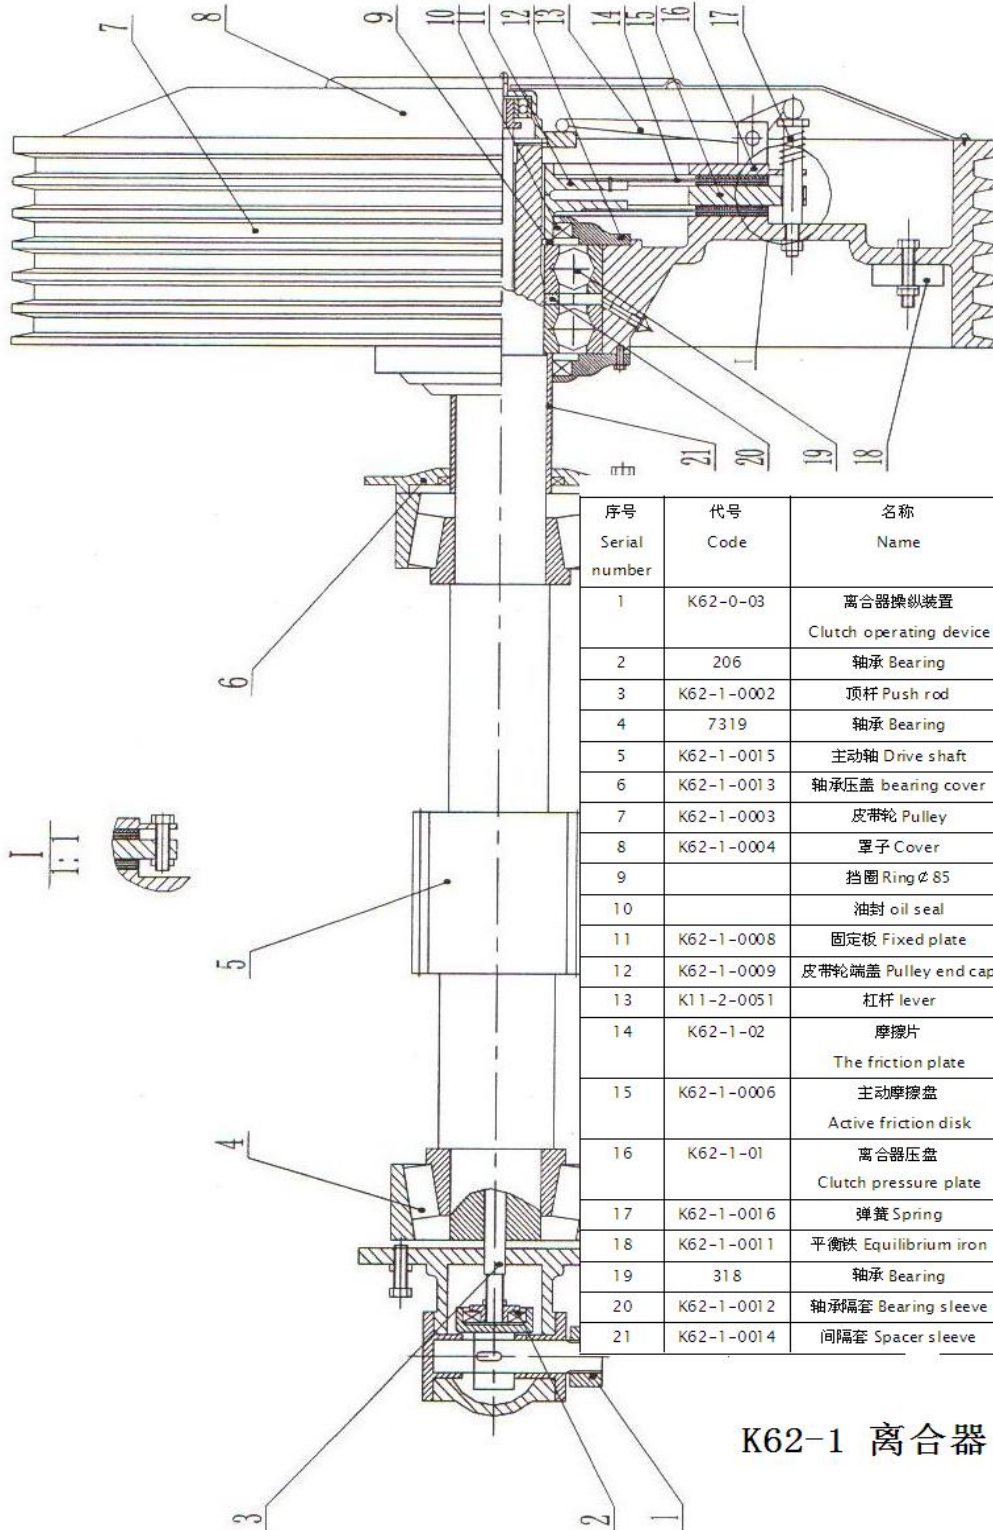 7
8
9
10
11
12
13
14
15
16
17
I
21
20
19
18
6
I
1:1
5
4
3
2
1
序号 代号 名称
Serial Code Name
number
1 K62-0-03 离合器操纵装置
Clutch operating device
2 206 轴承 Bearing
3 K62-1-0002 顶杆 Push rod
4 7319 轴承 Bearing
5 K62-1-0015 主动轴 Drive shaft
6 K62-1-0013 轴承压盖 bearing cover
7 K62-1-0003 皮带轮 Pulley
8 K62-1-0004 罩子 Cover
9 挡圈 Ring ¢ 85
10 油封 oil seal
11 K62-1-0008 固定板 Fixed plate
12 K62-1-0009 皮带轮端盖 Pulley end cap
13 K11-2-0051 杠杆 lever
14 K62-1-02 摩擦片
The friction plate
15 K62-1-0006 主动摩擦盘
Active friction disk
16 K62-1-01 离合器压盘
Clutch pressure plate
17 K62-1-0016 弹簧 Spring
18 K62-1-0011 平衡铁 Equilibrium iron
19 318 轴承 Bearing
20 K62-1-0012 轴承隔套 Bearing sleeve
21 K62-1-0014 间隔套 Spacer sleeve
K62-1 离合器